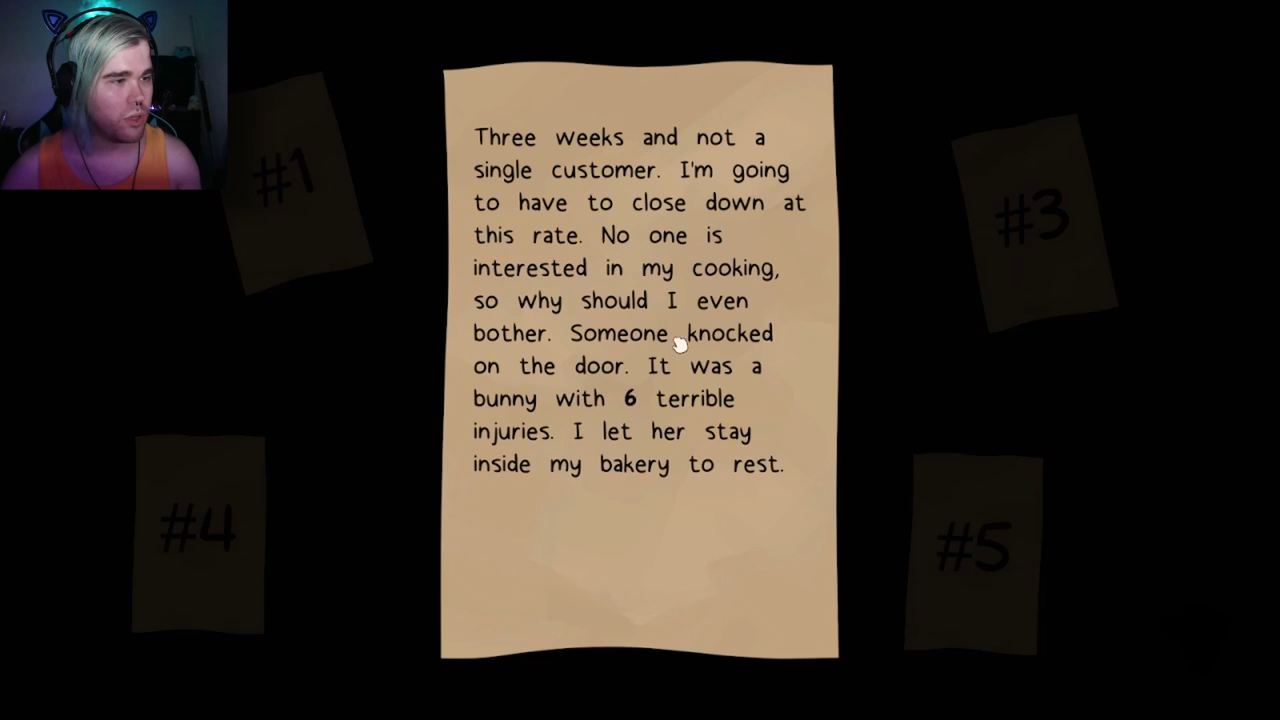 #1
Three weeks and not a
single customer. I'm going
to have to close down at
this rate. No one is
interested in my cooking,
so why should I even
bother. Someone knocked
on the door. It was a
bunny with 6 terrible
injuries. I let her stay
inside my bakery to rest.
#3
#4
#5